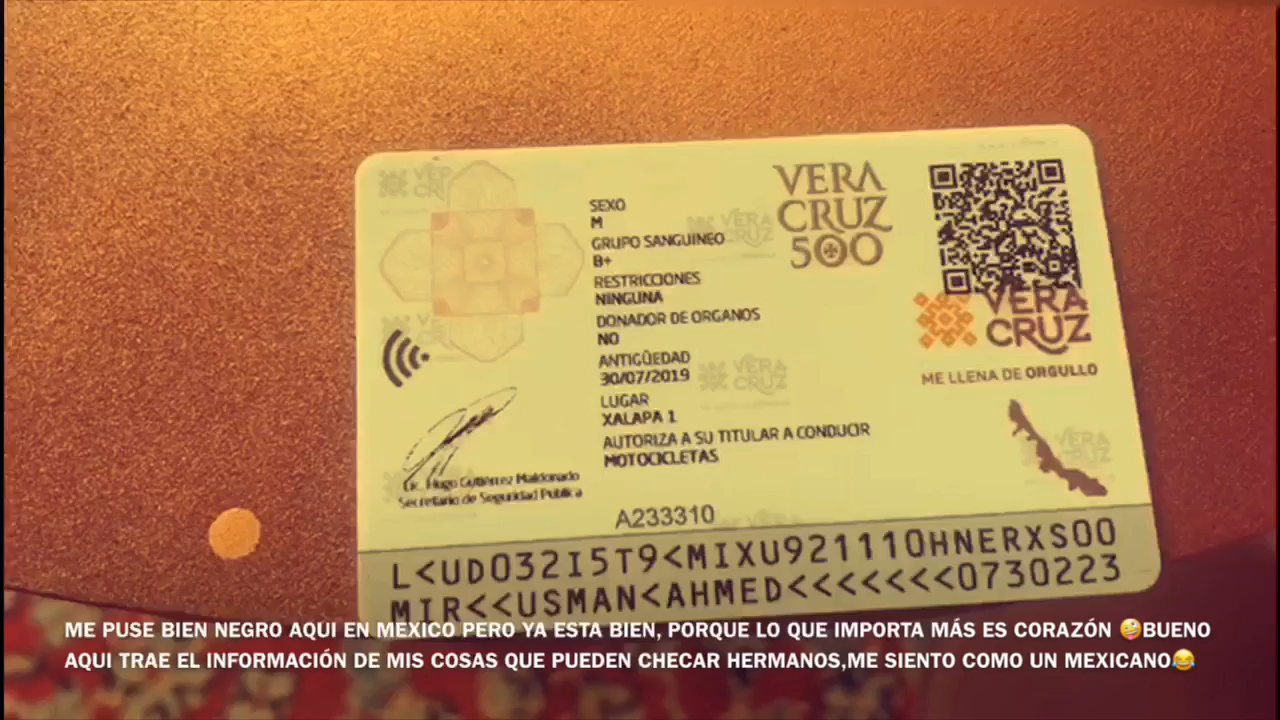 SEXO
M
GRUPO SANGUINEO
B+
RESTRICCIONES
NINGUNA
DONADOR DE ORGANOS
NO
ANTIGÜEDAD
30/07/2019
LUGAR
XALAPA 1
AUTORIZA A SU TITULAR A CONDUCIR
MOTOCICLETAS
VERA
CRUZ
500
VERA
CRUZ
ME LLENA DE ORGULLO
Lic. Hugo Gutiérrez Maldonado
Secretario de Seguridad Publica
A233310
L<UD032I5T9<MIXU921110HNERXS00
MIR<<USMAN<AHMED<<<<<<<0730223
ME PUSE BIEN NEGRO AQUI EN MEXICO PERO YA ESTA BIEN, PORQUE LO QUE IMPORTA MÁS ES CORAZÓN 🤪BUENO
AQUI TRAE EL INFORMACIÓN DE MIS COSAS QUE PUEDEN CHECAR HERMANOS,ME SIENTO COMO UN MEXICANO😂